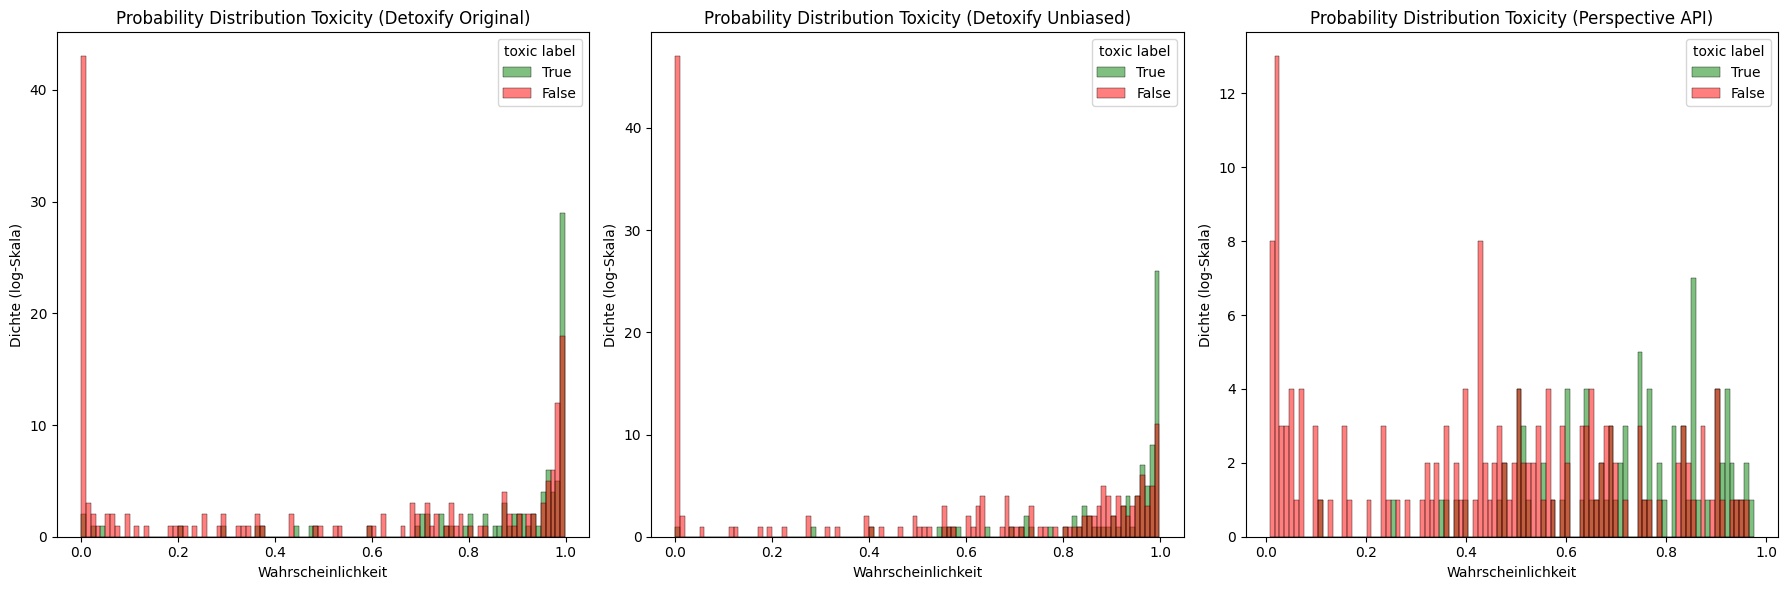 Probability Distribution Toxicity (Detoxify Original)
toxic label
True
False
40
30
20
10
0
Dichte (log-Skala)
0.0 0.2 0.4 0.6 0.8 1.0
Wahrscheinlichkeit
Probability Distribution Toxicity (Detoxify Unbiased)
toxic label
True
False
40
30
20
10
0
Dichte (log-Skala)
0.0 0.2 0.4 0.6 0.8 1.0
Wahrscheinlichkeit
Probability Distribution Toxicity (Perspective API)
toxic label
True
False
12
10
8
6
4
2
0
Dichte (log-Skala)
0.0 0.2 0.4 0.6 0.8 1.0
Wahrscheinlichkeit